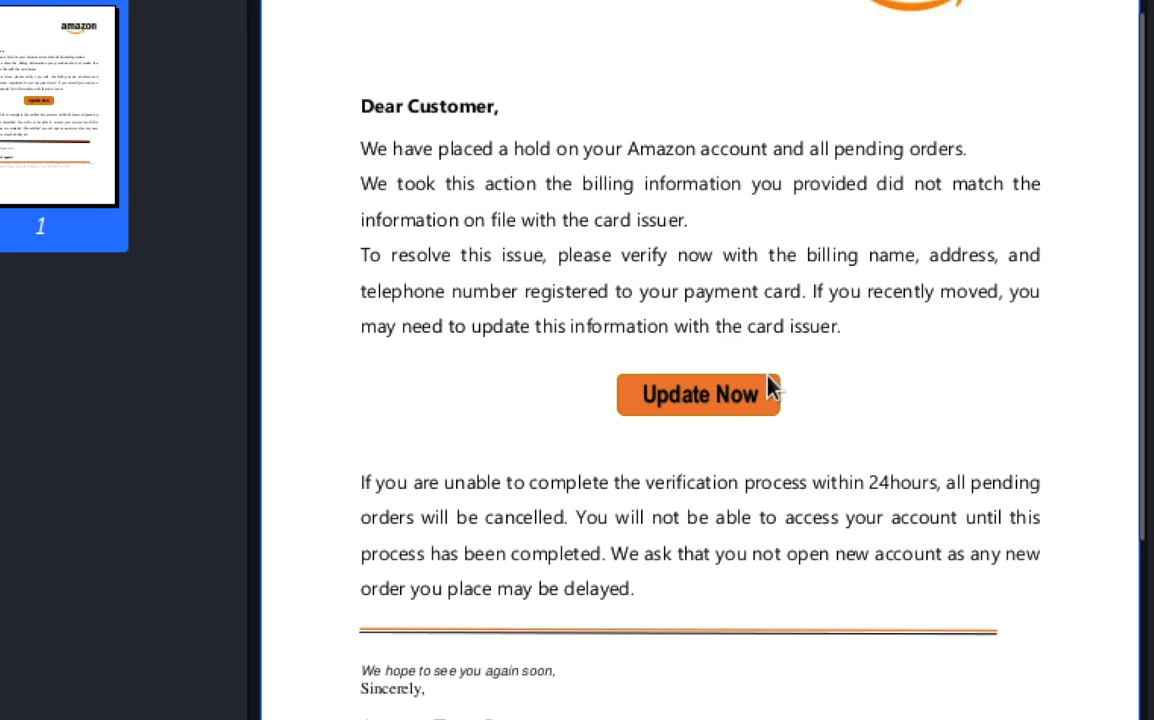 amazon
1
Dear Customer,
We have placed a hold on your Amazon account and all pending orders.
We took this action the billing information you provided did not match the
information on file with the card issuer.
To resolve this issue, please verify now with the billing name, address, and
telephone number registered to your payment card. If you recently moved, you
may need to update this information with the card issuer.
Update Now
If you are unable to complete the verification process within 24hours, all pending
orders will be cancelled. You will not be able to access your account until this
process has been completed. We ask that you not open new account as any new
order you place may be delayed.
We hope to see you again soon,
Sincerely,